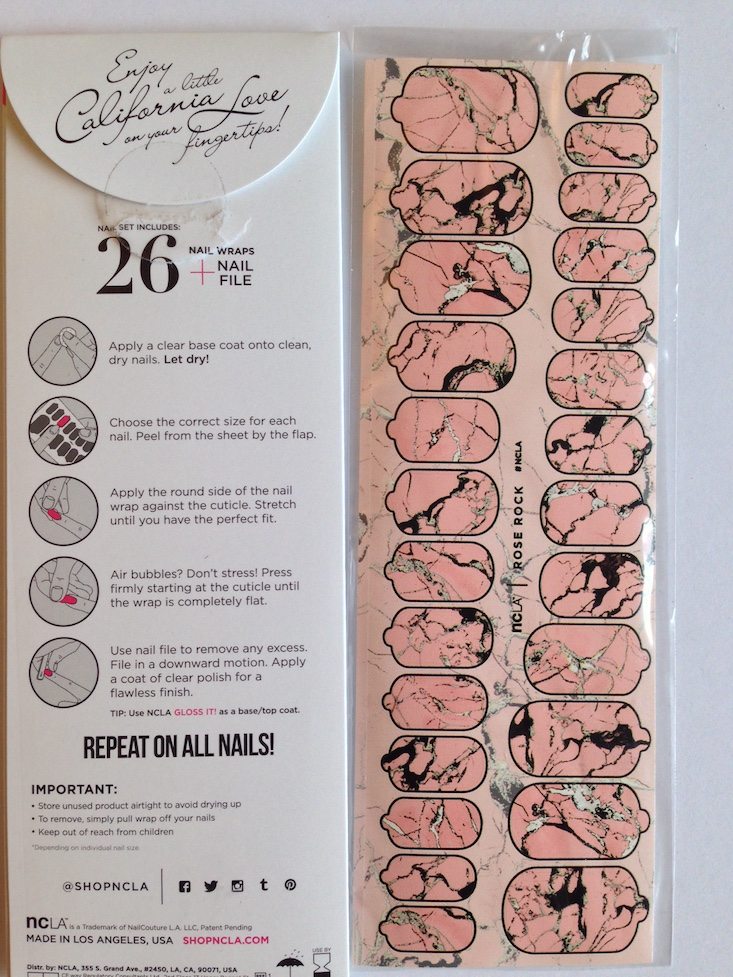 Enjoy
a little
California Love
on your fingertips!
NAIL SET INCLUDES:
26 NAIL WRAPS
+ NAIL
FILE
Apply a clear base coat onto clean,
dry nails. Let dry!
Choose the correct size for each
nail. Peel from the sheet by the flap.
Apply the round side of the nail
wrap against the cuticle. Stretch
until you have the perfect fit.
Air bubbles? Don't stress! Press
firmly starting at the cuticle until
the wrap is completely flat.
Use nail file to remove any excess.
File in a downward motion. Apply
a coat of clear polish for a
flawless finish.
TIP: Use NCLA GLOSS IT! as a base/top coat.
REPEAT ON ALL NAILS!
IMPORTANT:
• Store unused product airtight to avoid drying up
• To remove, simply pull wrap off your nails
• Keep out of reach from children
*Depending on individual nail size.
@SHOPNCLA
ncLA™ is a Trademark of NailCouture L.A. LLC, Patent Pending
MADE IN LOS ANGELES, USA SHOPNCLA.COM
Distr. by: NCLA, 355 S. Grand Ave., #2450, LA, CA, 90071, USA
USE BY
ncLA | ROSE ROCK #NCLA